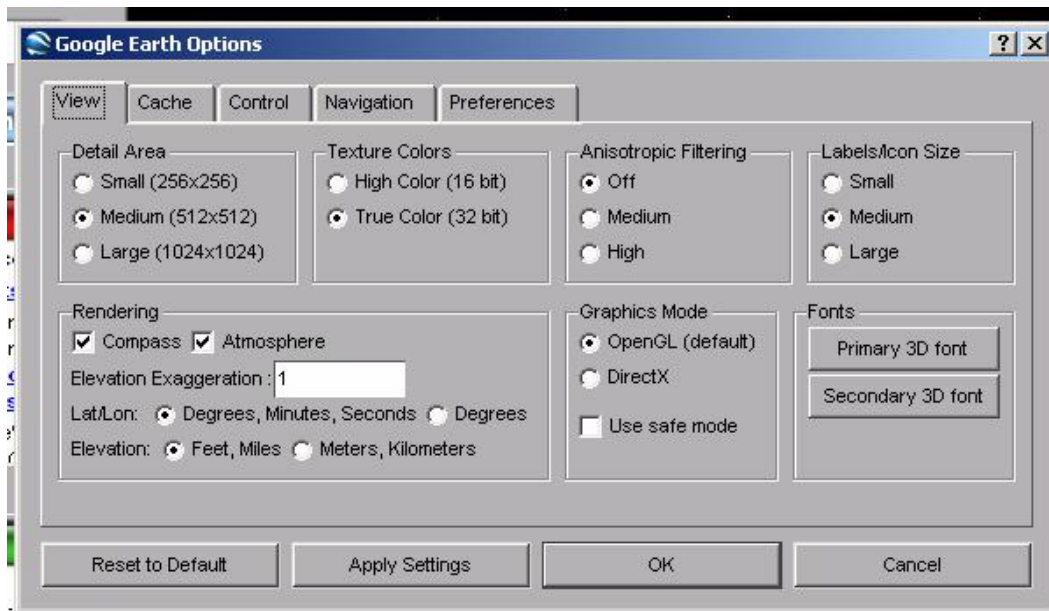 Google Earth Options
View Cache Control Navigation Preferences
Detail Area
Small (256x256)
Medium (512x512)
Large (1024x1024)
Texture Colors
High Color (16 bit)
True Color (32 bit)
Anisotropic Filtering
Off
Medium
High
Labels/Icon Size
Small
Medium
Large
Rendering
Compass Atmosphere
Elevation Exaggeration : 1
Lat/Lon: Degrees, Minutes, Seconds Degrees
Elevation: Feet, Miles Meters, Kilometers
Graphics Mode
OpenGL (default)
DirectX
Use safe mode
Fonts
Primary 3D font
Secondary 3D font
Reset to Default Apply Settings OK Cancel